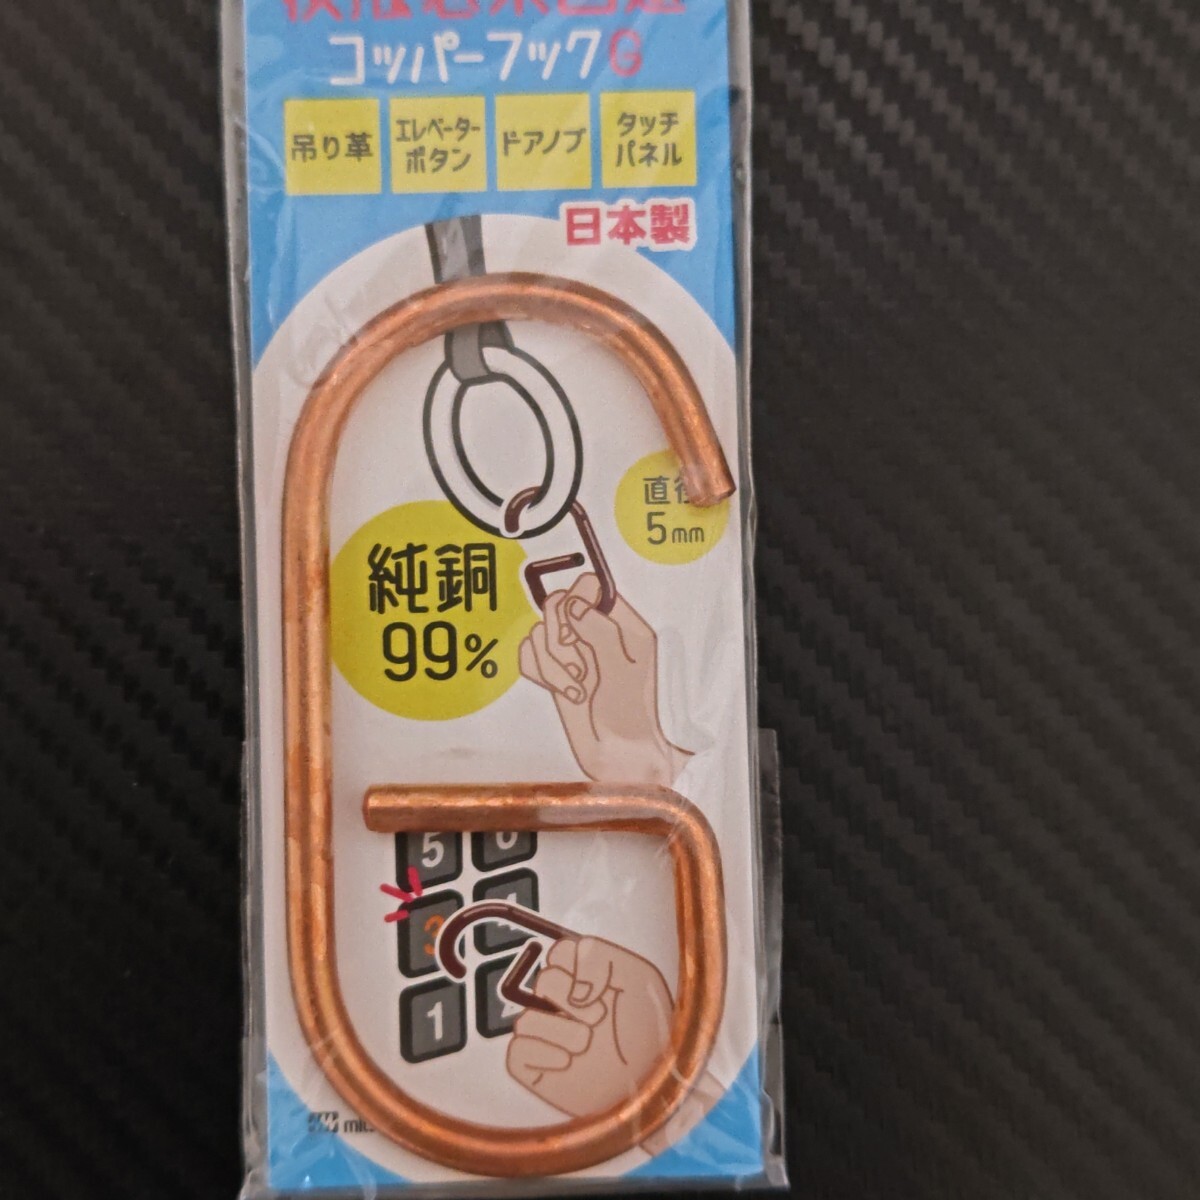 コッパーフックG
吊り革
エレベーター
ボタン
ドアノブ
タッチ
パネル
日本製
直径
5mm
純銅
99%
5
3
1